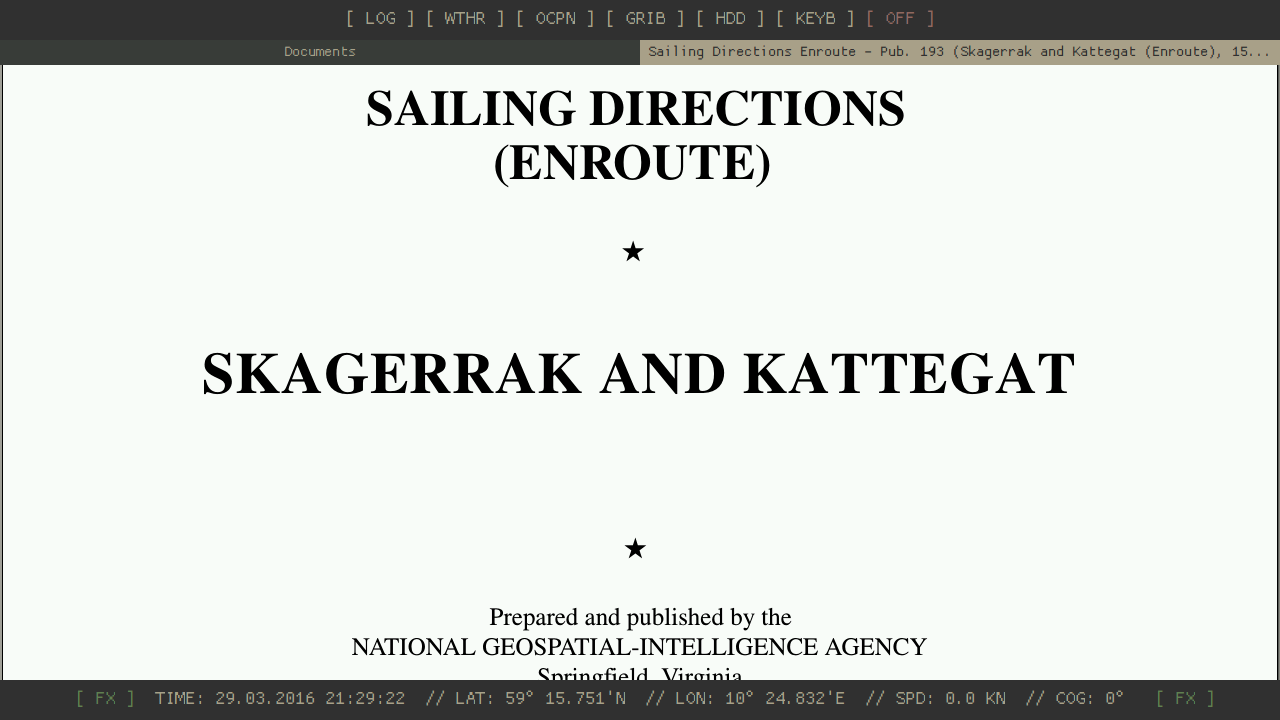 [ LOG ] [ WTHR ] [ OCPN ] [ GRIB ] [ HDD ] [ KEYB ] [ OFF ]
Documents
Sailing Directions Enroute - Pub. 193 (Skagerrak and Kattegat (Enroute), 15...
SAILING DIRECTIONS
(ENROUTE)
★
SKAGERRAK AND KATTEGAT
★
Prepared and published by the
NATIONAL GEOSPATIAL-INTELLIGENCE AGENCY
Springfield, Virginia
[ FX ] TIME: 29.03.2016 21:29:22 // LAT: 59° 15.751'N // LON: 10° 24.832'E // SPD: 0.0 KN // COG: 0° [ FX ]